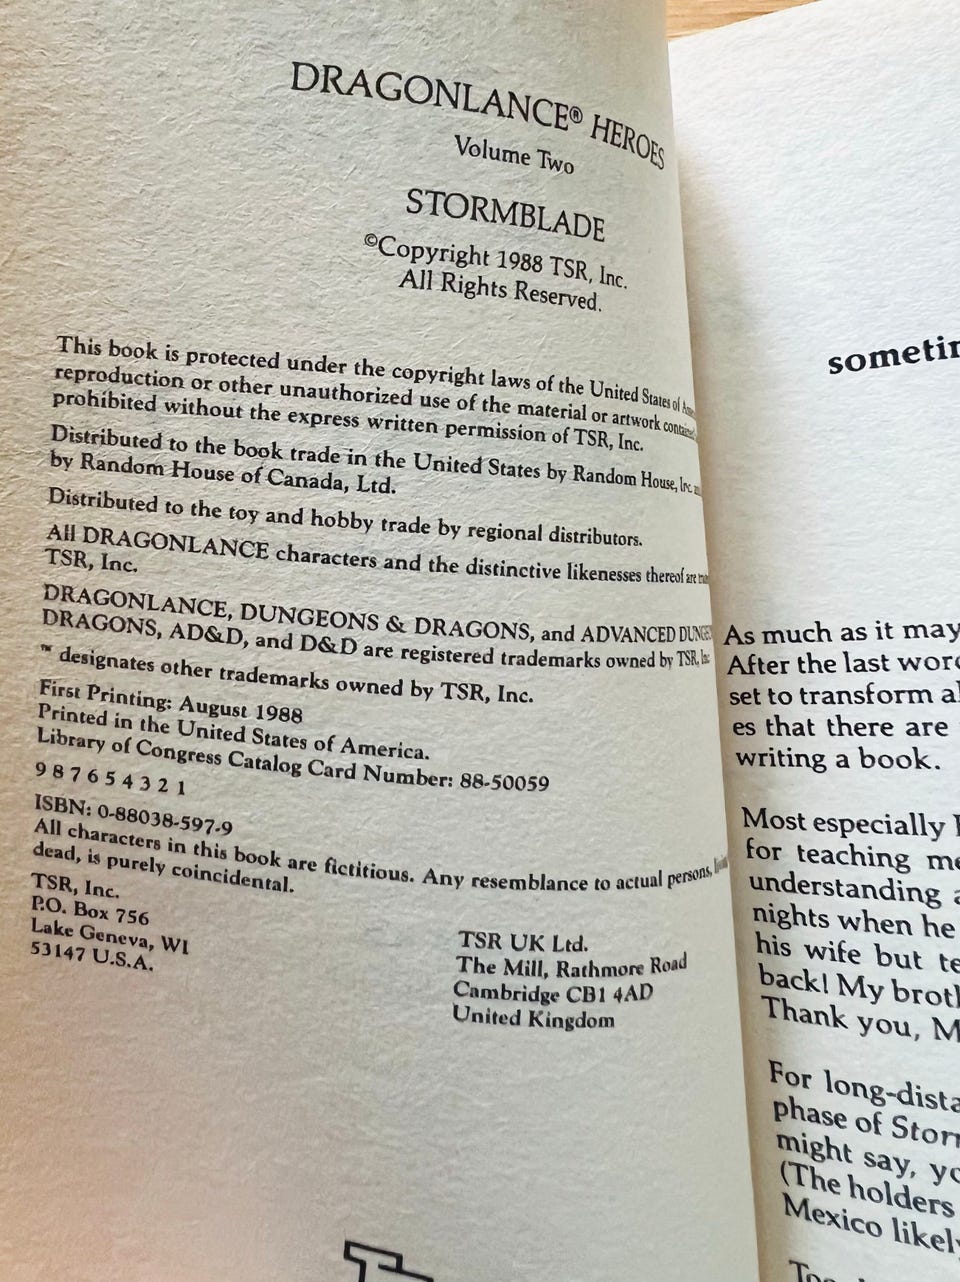 DRAGONLANCE® HEROES
Volume Two
STORMBLADE
©Copyright 1988 TSR, Inc.
All Rights Reserved.
This book is protected under the copyright laws of the United States of
reproduction or other unauthorized use of the material or artwork
prohibited without the express written permission of TSR, Inc.
Distributed to the book trade in the United States by Random House, Inc.
by Random House of Canada, Ltd.
Distributed to the toy and hobby trade by regional distributors.
All DRAGONLANCE characters and the distinctive likenesses thereof are
TSR, Inc.
DRAGONLANCE, DUNGEONS & DRAGONS, and ADVANCED
DRAGONS, AD&D, and D&D are registered trademarks owned by TSR, Inc
™ designates other trademarks owned by TSR, Inc.
First Printing: August 1988
Printed in the United States of America.
Library of Congress Catalog Card Number: 88-50059
9 8 7 6 5 4 3 2 1
ISBN: 0-88038-597-9
All characters in this book are fictitious. Any resemblance to actual persons,
dead, is purely coincidental.
TSR, Inc.
P.O. Box 756
Lake Geneva, WI
53147 U.S.A.
TSR UK Ltd.
The Mill, Rathmore Road
Cambridge CB1 4AD
United Kingdom
As much as it may
After the last
set to transform
es that there are
writing a book.
Most especially
for teaching
understanding
nights when he
his wife but
back! My
Thank you,
For
phase of
might say,
(The holders
Mexico